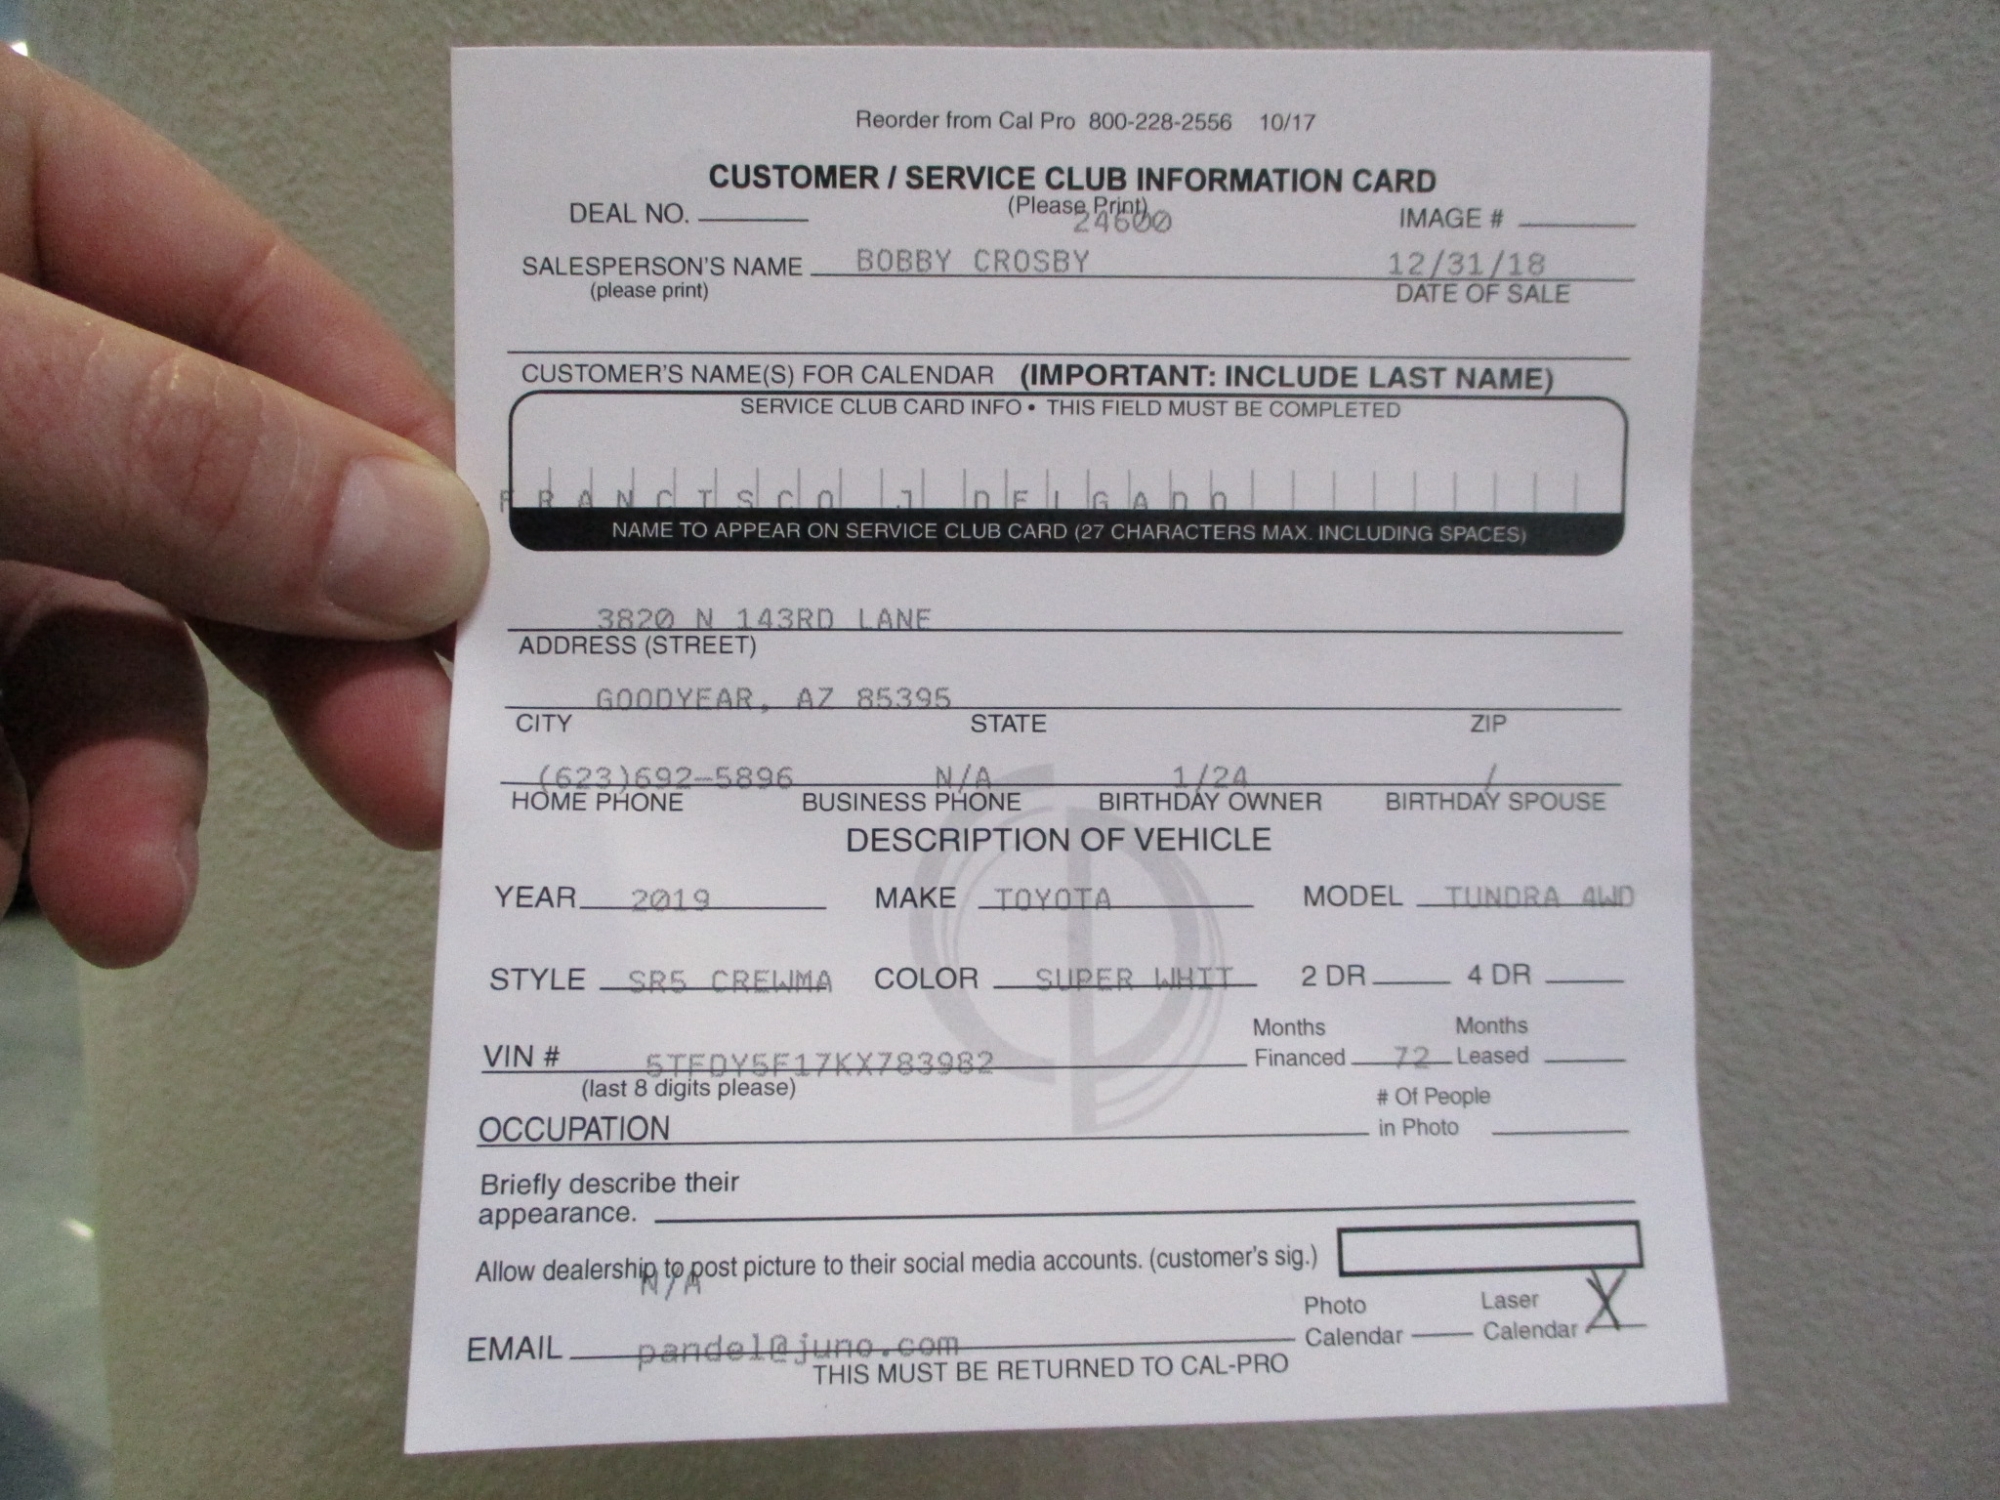 Reorder from Cal Pro 800-228-2556 10/17
CUSTOMER / SERVICE CLUB INFORMATION CARD
(Please Print)
DEAL NO. 24600 IMAGE #
SALESPERSON'S NAME BOBBY CROSBY 12/31/18
(please print) DATE OF SALE
CUSTOMER'S NAME(S) FOR CALENDAR (IMPORTANT: INCLUDE LAST NAME)
SERVICE CLUB CARD INFO • THIS FIELD MUST BE COMPLETED
FRANCISCO J DELGADO
NAME TO APPEAR ON SERVICE CLUB CARD (27 CHARACTERS MAX. INCLUDING SPACES)
3820 N 143RD LANE
ADDRESS (STREET)
GOODYEAR, AZ 85395
CITY STATE ZIP
(623)692-5896 N/A 1/24 /
HOME PHONE BUSINESS PHONE BIRTHDAY OWNER BIRTHDAY SPOUSE
DESCRIPTION OF VEHICLE
YEAR 2019 MAKE TOYOTA MODEL TUNDRA 4WD
STYLE SR5 CREWMA COLOR SUPER WHIT 2 DR 4 DR
Months Months
VIN # 5TFDY5F17KX783982 Financed 72 Leased
(last 8 digits please)
# Of People
OCCUPATION in Photo
Briefly describe their
appearance.
Allow dealership to post picture to their social media accounts. (customer's sig.)
N/A
Photo Laser
Calendar Calendar X
EMAIL pandel@juno.com
THIS MUST BE RETURNED TO CAL-PRO